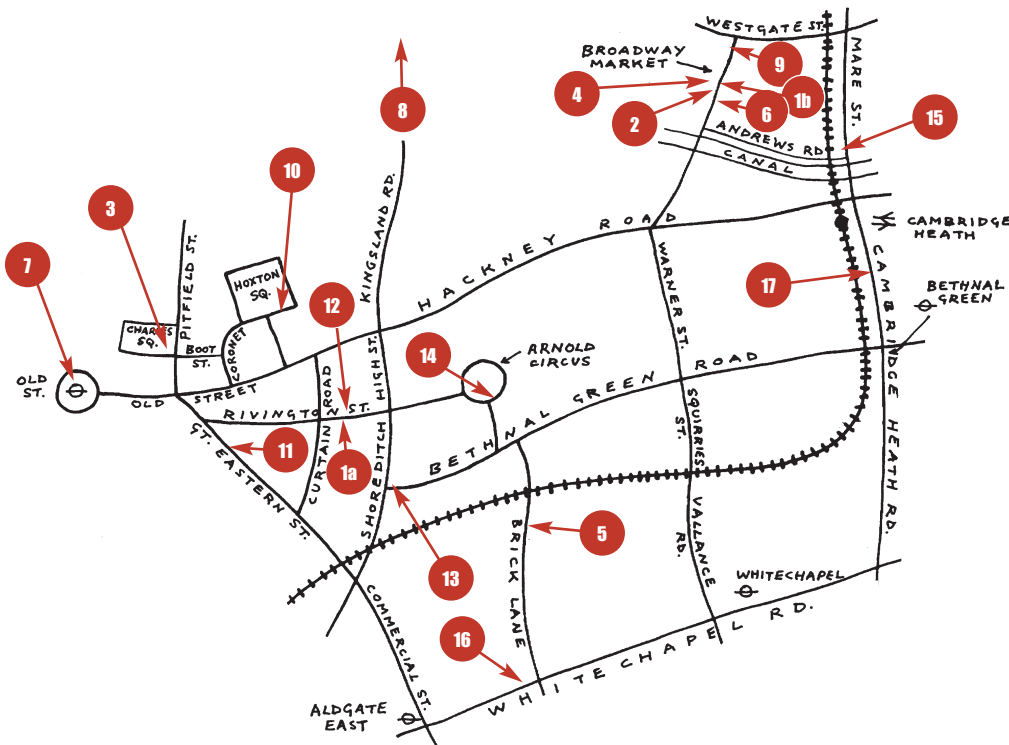 WESTGATE ST.
BROADWAY
MARKET
9
4
1b
6
2
MARE ST.
15
ANDREWS RD
CANAL
8
10
3
7
KINGSLAND RD.
PITFIELD ST.
HOXTON
SQ.
HACKNEY ROAD
CAMBRIDGE
HEATH
17
BETHNAL
GREEN
12
CHARLES
SQ.
BOOT
ST.
CORONET
WARNER ST.
14
ARNOLD
CIRCUS
OLD
ST.
OLD STREET
RIVINGTON ST.
CURTAIN ROAD
SHOREDITCH HIGH ST.
BETHNAL GREEN ROAD
SQUIRRIES
ST.
CAMBRIDGE HEATH RD.
GT. EASTERN ST.
11
1a
13
5
BRICK LANE
VALLANCE
RD.
COMMERCIAL ST.
WHITECHAPEL
16
WHITECHAPEL RD.
ALDGATE
EAST